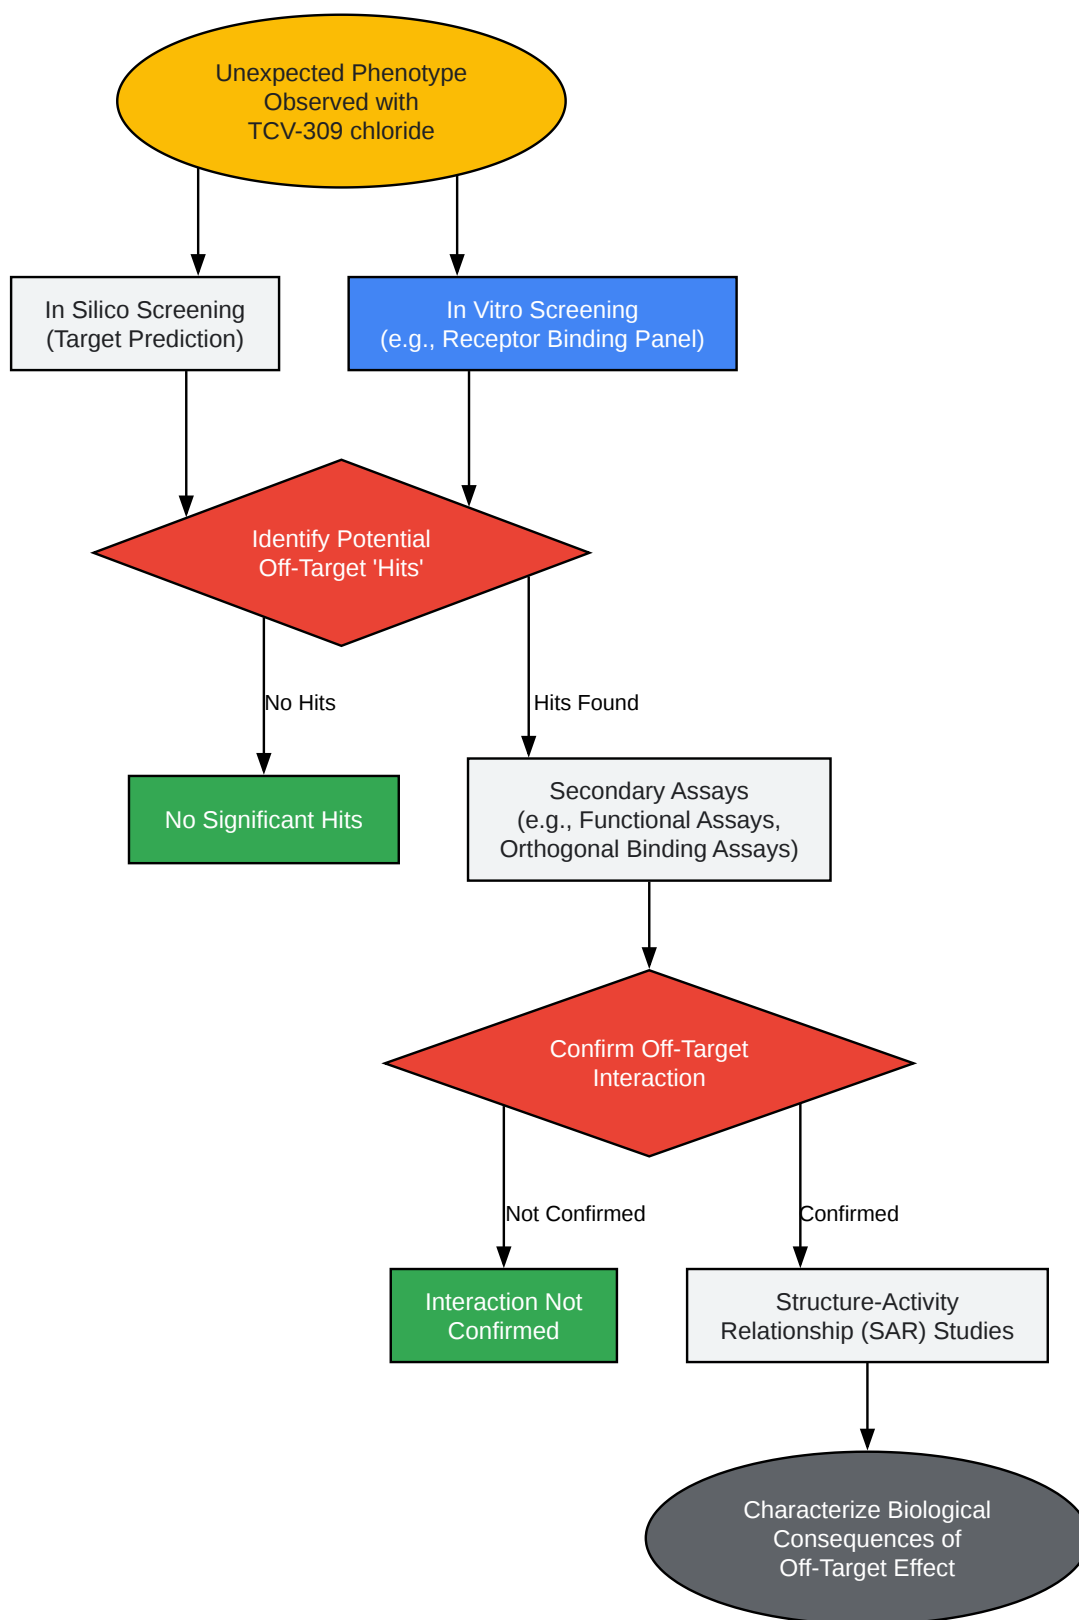 Unexpected Phenotype
Observed with
TCV-309 chloride
In Silico Screening
(Target Prediction)
In Vitro Screening
(e.g., Receptor Binding Panel)
Identify Potential
Off-Target 'Hits'
No Hits
Hits Found
No Significant Hits
Secondary Assays
(e.g., Functional Assays,
Orthogonal Binding Assays)
Confirm Off-Target
Interaction
Not Confirmed
Confirmed
Interaction Not
Confirmed
Structure-Activity
Relationship (SAR) Studies
Characterize Biological
Consequences of
Off-Target Effect